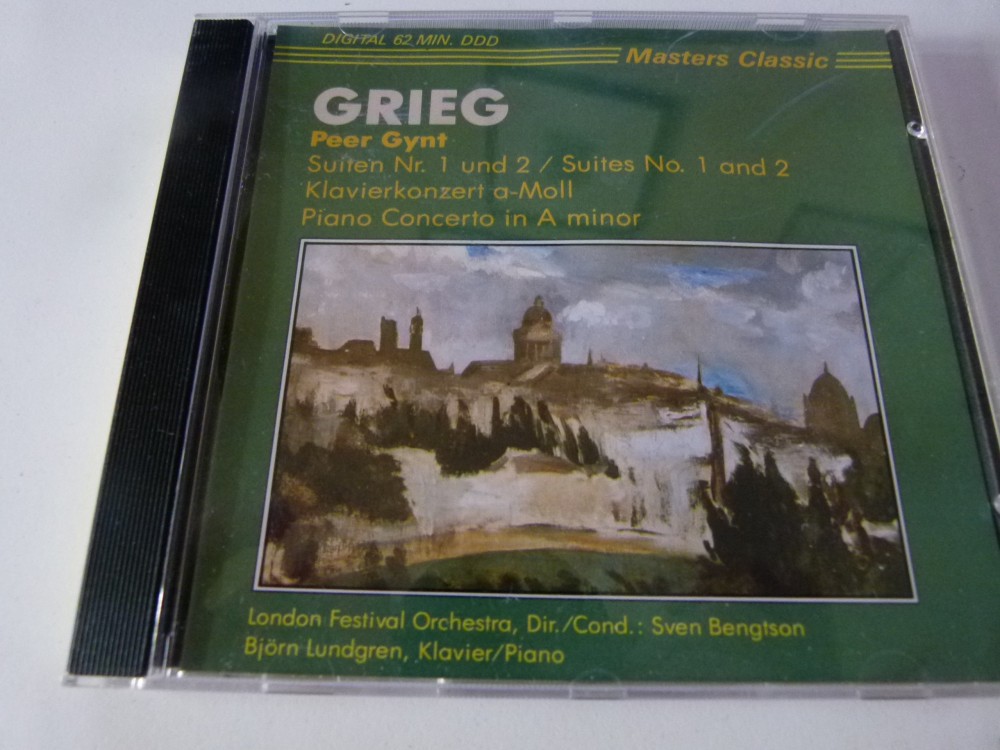 DIGITAL 62 MIN. DDD
Masters Classic
GRIEG
Peer Gynt
Suiten Nr. 1 und 2 / Suites No. 1 and 2
Klavierkonzert a-Moll
Piano Concerto in A minor
London Festival Orchestra, Dir./Cond.: Sven Bengtson
Björn Lundgren, Klavier/Piano